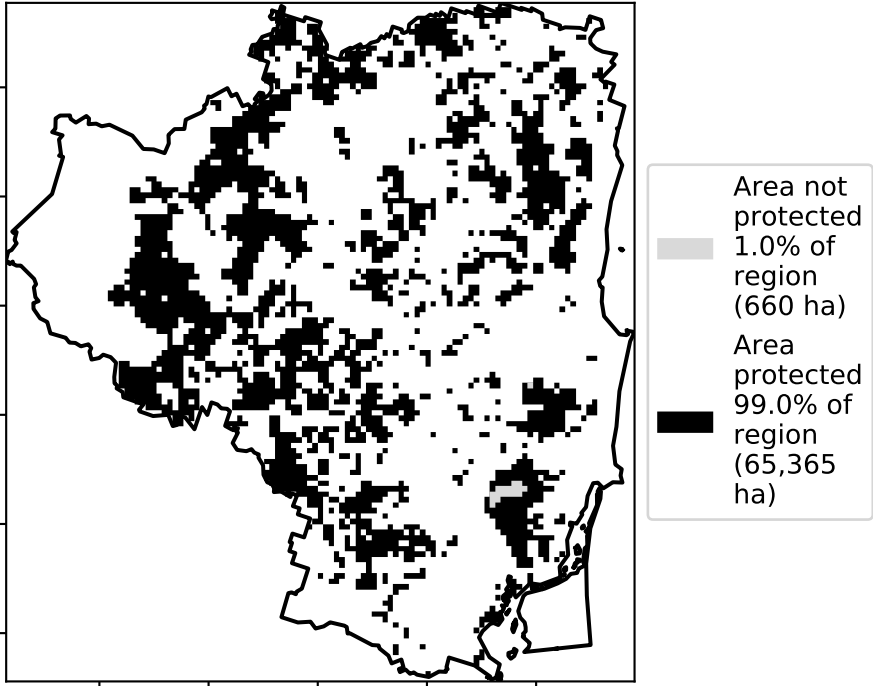 Area not
protected
1.0% of
region
(660 ha)
Area
protected
99.0% of
region
(65,365
ha)